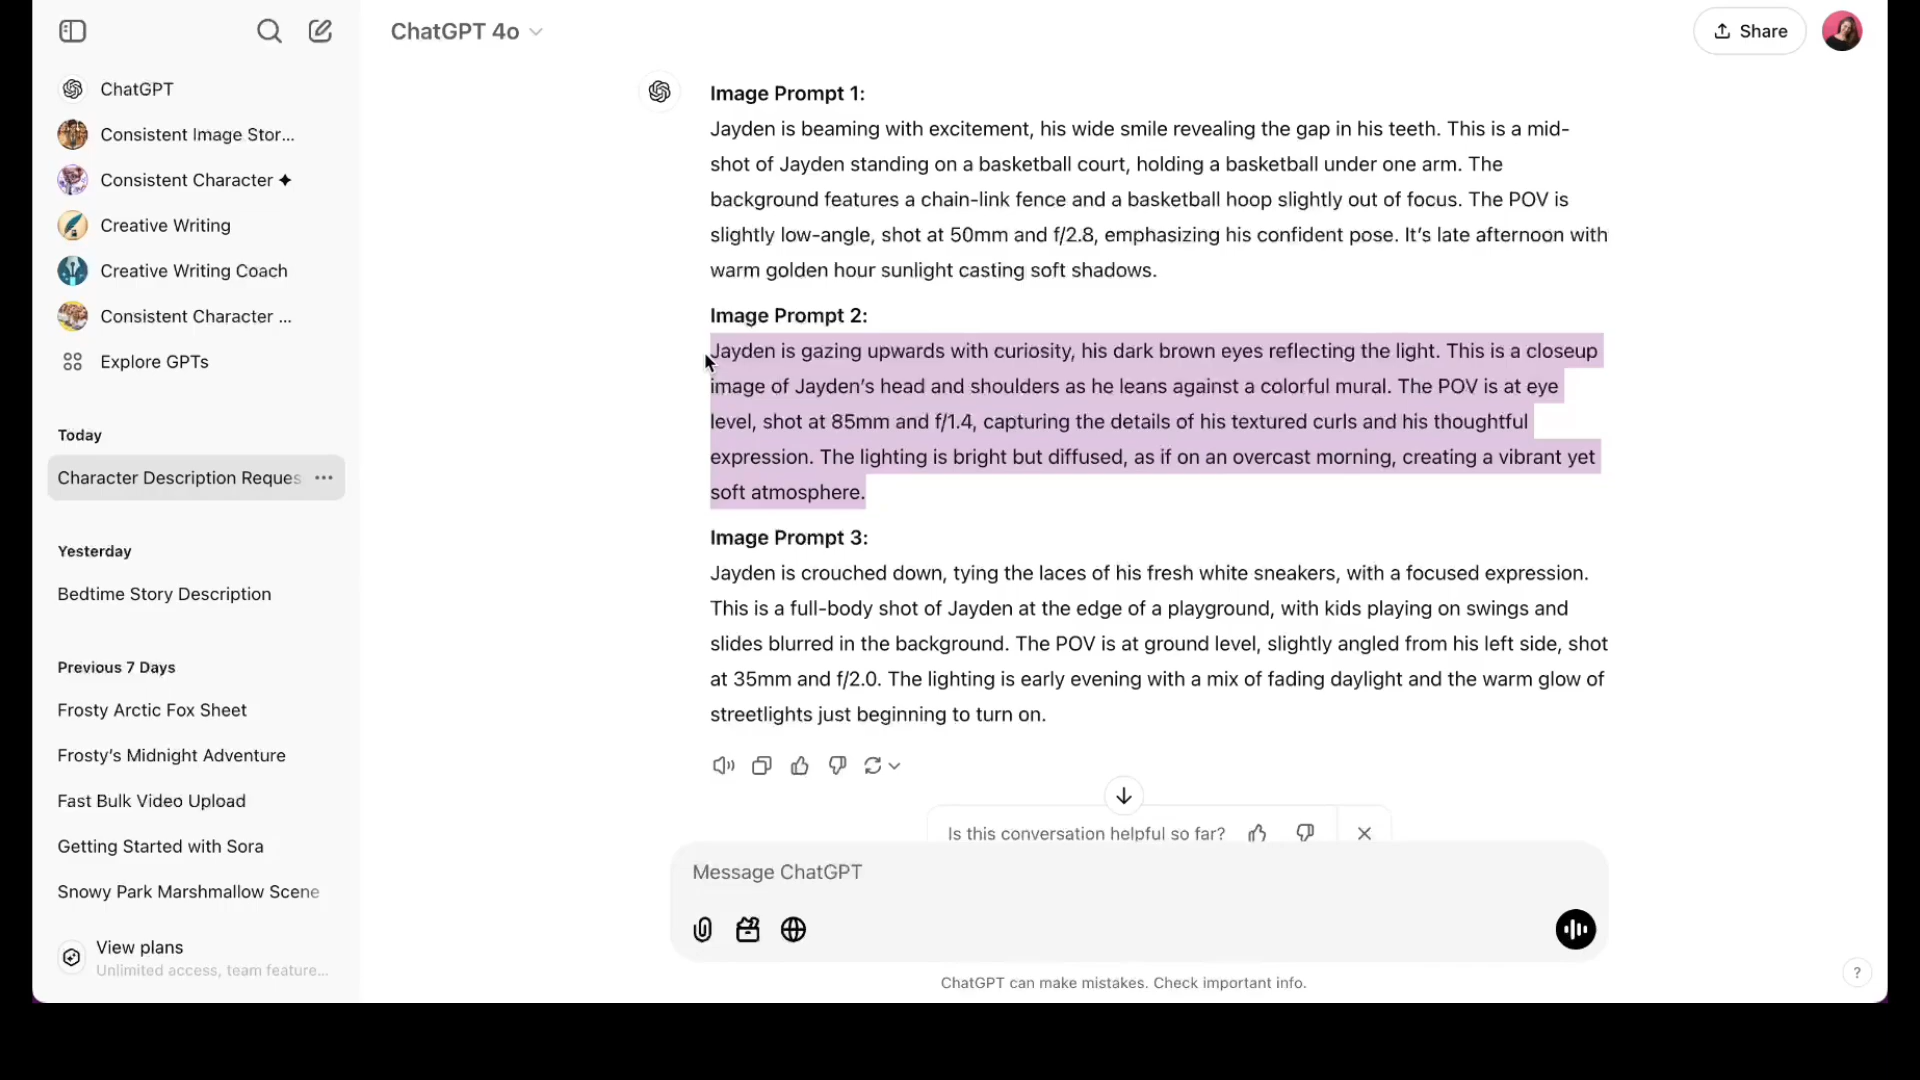 ChatGPT 4o
Share
ChatGPT
Consistent Image Stor...
Consistent Character ✦
Creative Writing
Creative Writing Coach
Consistent Character ...
Explore GPTs
Today
Character Description Reques
Yesterday
Bedtime Story Description
Previous 7 Days
Frosty Arctic Fox Sheet
Frosty’s Midnight Adventure
Fast Bulk Video Upload
Getting Started with Sora
Snowy Park Marshmallow Scene
View plans
Unlimited access, team feature...
Image Prompt 1:
Jayden is beaming with excitement, his wide smile revealing the gap in his teeth. This is a mid-
shot of Jayden standing on a basketball court, holding a basketball under one arm. The
background features a chain-link fence and a basketball hoop slightly out of focus. The POV is
slightly low-angle, shot at 50mm and f/2.8, emphasizing his confident pose. It’s late afternoon with
warm golden hour sunlight casting soft shadows.
Image Prompt 2:
Jayden is gazing upwards with curiosity, his dark brown eyes reflecting the light. This is a closeup
image of Jayden’s head and shoulders as he leans against a colorful mural. The POV is at eye
level, shot at 85mm and f/1.4, capturing the details of his textured curls and his thoughtful
expression. The lighting is bright but diffused, as if on an overcast morning, creating a vibrant yet
soft atmosphere.
Image Prompt 3:
Jayden is crouched down, tying the laces of his fresh white sneakers, with a focused expression.
This is a full-body shot of Jayden at the edge of a playground, with kids playing on swings and
slides blurred in the background. The POV is at ground level, slightly angled from his left side, shot
at 35mm and f/2.0. The lighting is early evening with a mix of fading daylight and the warm glow of
streetlights just beginning to turn on.
Is this conversation helpful so far?
Message ChatGPT
ChatGPT can make mistakes. Check important info.
?